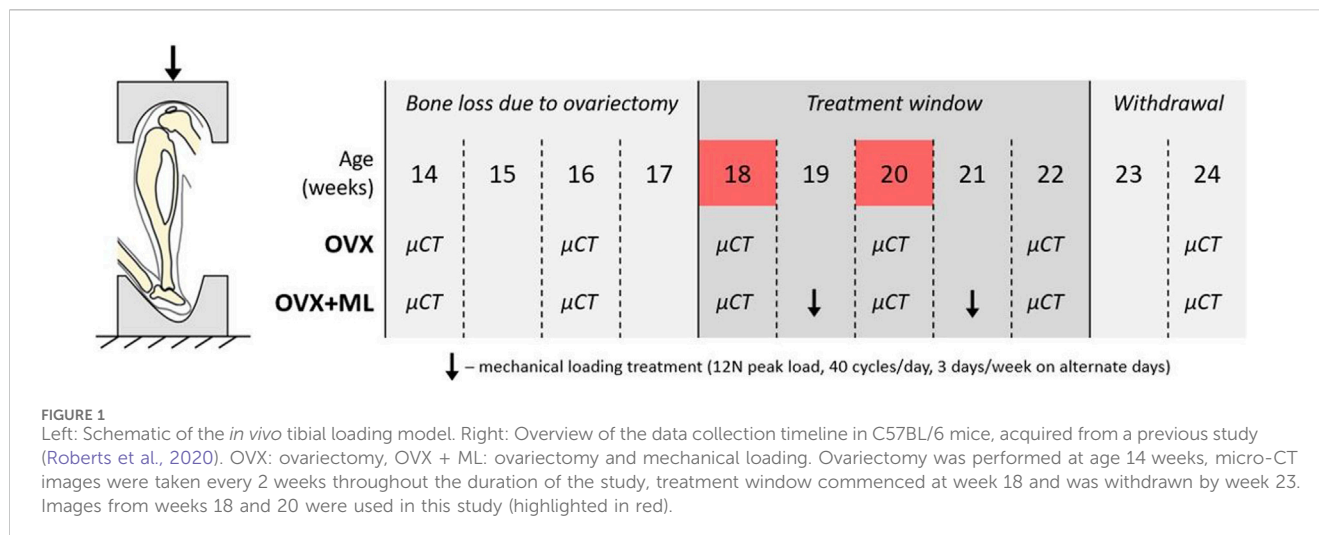 Bone loss due to ovariectomy Treatment window Withdrawal
Age (weeks) 14 15 16 17 18 19 20 21 22 23 24
OVX µCT µCT µCT µCT µCT µCT
OVX+ML µCT µCT µCT ↓ µCT ↓ µCT µCT
↓ – mechanical loading treatment (12N peak load, 40 cycles/day, 3 days/week on alternate days)
FIGURE 1
Left: Schematic of the in vivo tibial loading model. Right: Overview of the data collection timeline in C57BL/6 mice, acquired from a previous study
(Roberts et al., 2020). OVX: ovariectomy, OVX + ML: ovariectomy and mechanical loading. Ovariectomy was performed at age 14 weeks, micro-CT
images were taken every 2 weeks throughout the duration of the study, treatment window commenced at week 18 and was withdrawn by week 23.
Images from weeks 18 and 20 were used in this study (highlighted in red).